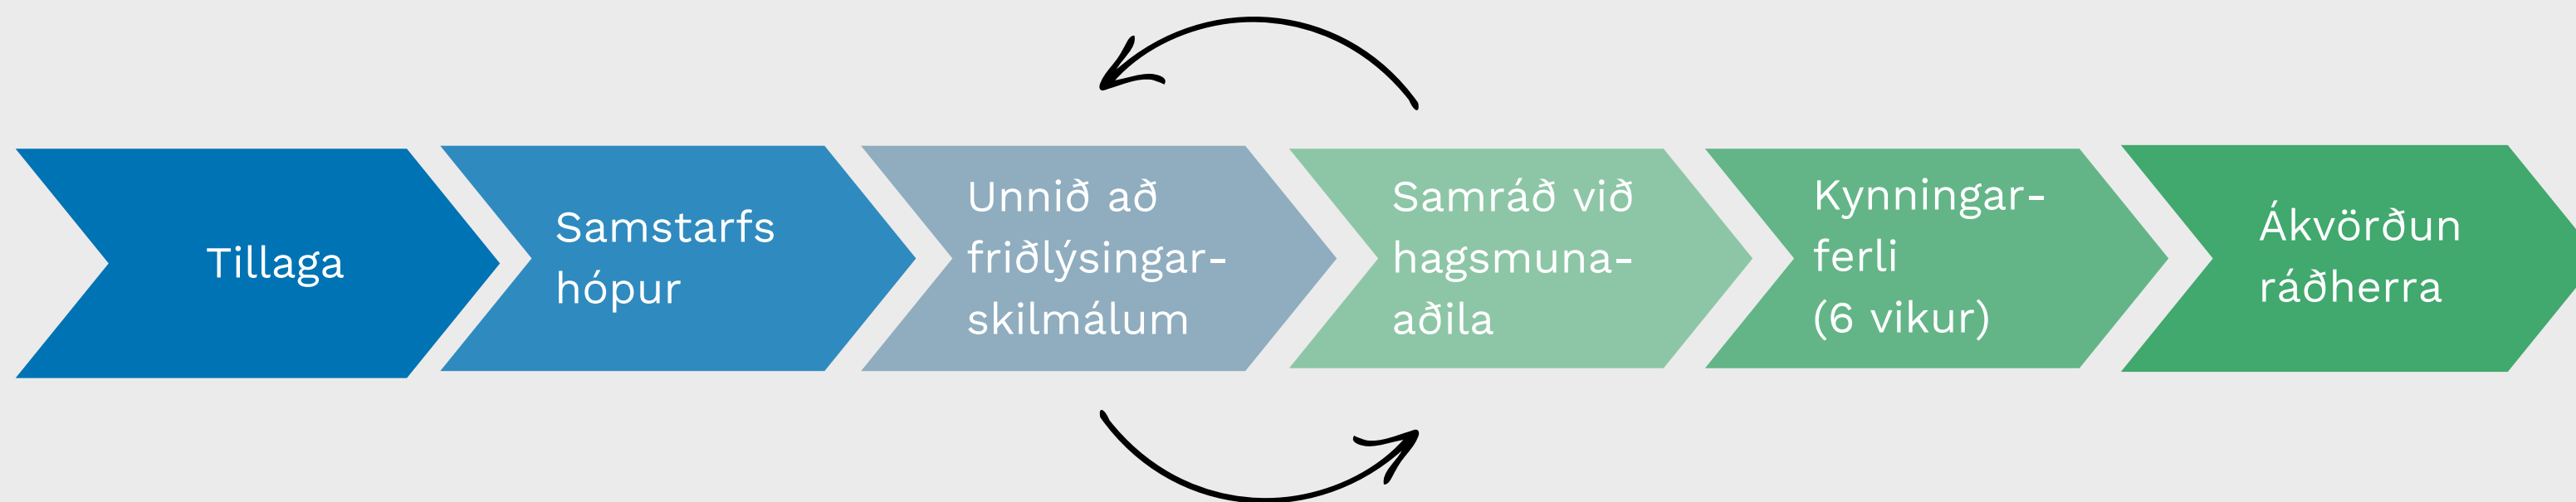 Tillaga
Samstarfs
hópur
Unnið að
friðlýsingar-
skilmálum
Samráð við
hagsmuna-
aðila
Kynningar-
ferli
(6 vikur)
Ákvörðun
ráðherra